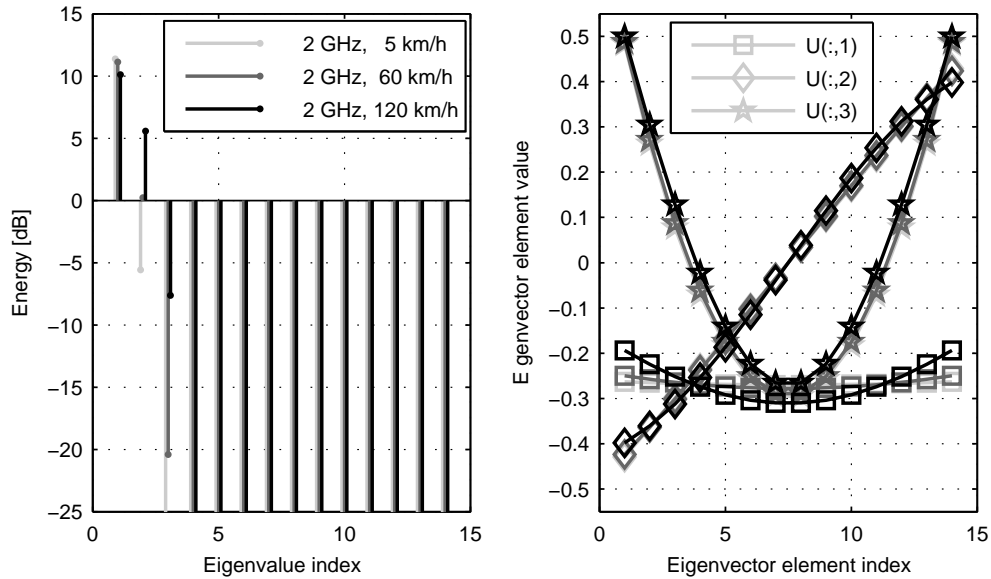 15
10
5
0
−5
−10
−15
−20
−25
0
5
10
15
Energy [dB]
Eigenvalue index
2 GHz, 5 km/h
2 GHz, 60 km/h
2 GHz, 120 km/h
0.5
0.4
0.3
0.2
0.1
0
−0.1
−0.2
−0.3
−0.4
−0.5
0
5
10
15
E genvector element value
Eigenvector element index
U(:,1)
U(:,2)
U(:,3)